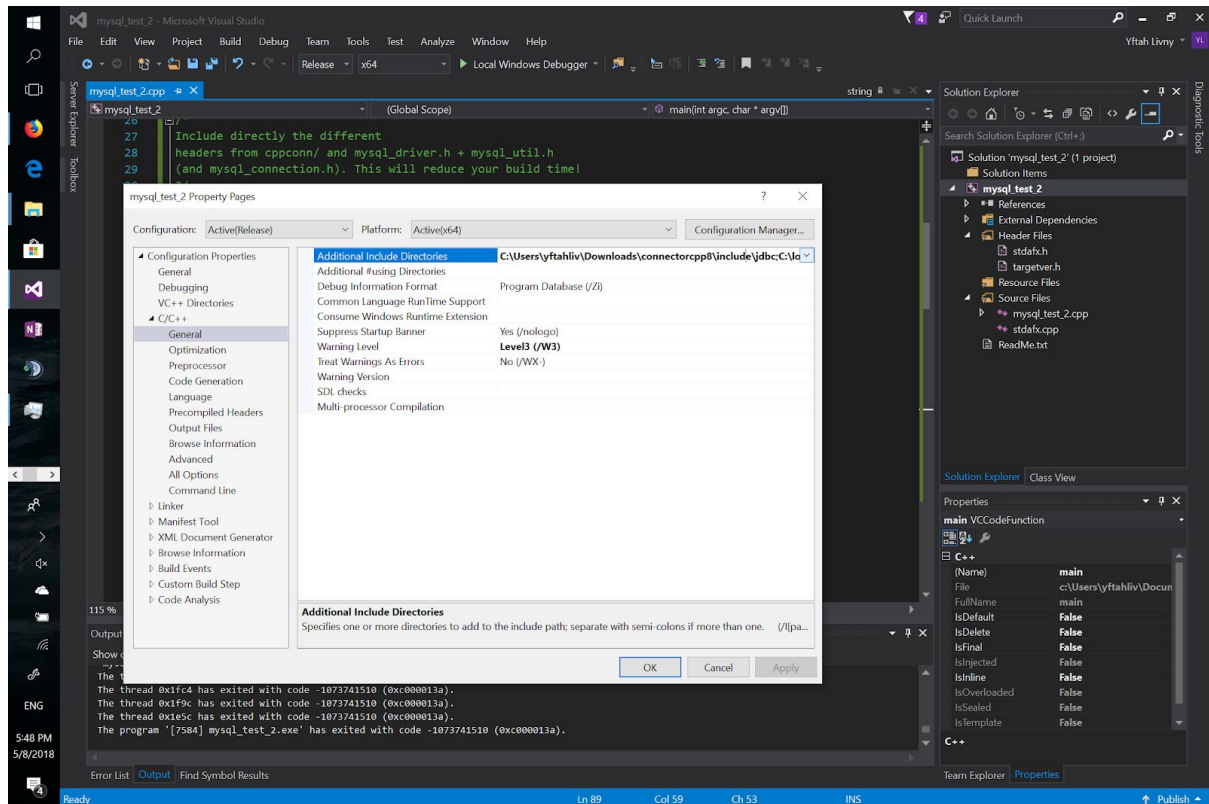 mysql_test_2 - Microsoft Visual Studio
4
Quick Launch
File Edit View Project Build Debug Team Tools Test Analyze Window Help
Yftah Livny
YL
Release x64 Local Windows Debugger
mysql_test_2.cpp
string
mysql_test_2 (Global Scope) main(int argc, char * argv[])
Server Explorer
Toolbox
26 /*
27 Include directly the different
28 headers from cppconn/ and mysql_driver.h + mysql_util.h
29 (and mysql_connection.h). This will reduce your build time!
mysql_test_2 Property Pages
? 
Configuration: Active(Release) Platform: Active(x64) Configuration Manager...
Configuration Properties
General
Debugging
VC++ Directories
C/C++
General
Optimization
Preprocessor
Code Generation
Language
Precompiled Headers
Output Files
Browse Information
Advanced
All Options
Command Line
Linker
Manifest Tool
XML Document Generator
Browse Information
Build Events
Custom Build Step
Code Analysis
Additional Include Directories C:\Users\yftahliv\Downloads\connectorcpp8\include\jdbc;C:\lo
Additional #using Directories
Debug Information Format Program Database (/Zi)
Common Language RunTime Support
Consume Windows Runtime Extension
Suppress Startup Banner Yes (/nologo)
Warning Level Level3 (/W3)
Treat Warnings As Errors No (/WX-)
Warning Version
SDL checks
Multi-processor Compilation
Additional Include Directories
Specifies one or more directories to add to the include path; separate with semi-colons if more than one. (/I[pa...
OK Cancel Apply
115 %
Output
Show
The
The thread 0x1fc4 has exited with code -1073741510 (0xc000013a).
The thread 0x1f9c has exited with code -1073741510 (0xc000013a).
The thread 0x1e5c has exited with code -1073741510 (0xc000013a).
The program '[7584] mysql_test_2.exe' has exited with code -1073741510 (0xc000013a).
Error List Output Find Symbol Results
Solution Explorer
Search Solution Explorer (Ctrl+;)
Solution 'mysql_test_2' (1 project)
Solution Items
mysql_test_2
References
External Dependencies
Header Files
stdafx.h
targetver.h
Resource Files
Source Files
mysql_test_2.cpp
stdafx.cpp
ReadMe.txt
Diagnostic Tools
Solution Explorer Class View
Properties
main VCCodeFunction
C++
(Name) main
File c:\Users\yftahliv\Docum
FullName main
IsDefault False
IsDelete False
IsFinal False
IsInjected False
IsInline False
IsOverloaded False
IsSealed False
IsTemplate False
C++
Team Explorer Properties
Ready Ln 89 Col 59 Ch 53 INS Publish
ENG
5:48 PM
5/8/2018
4